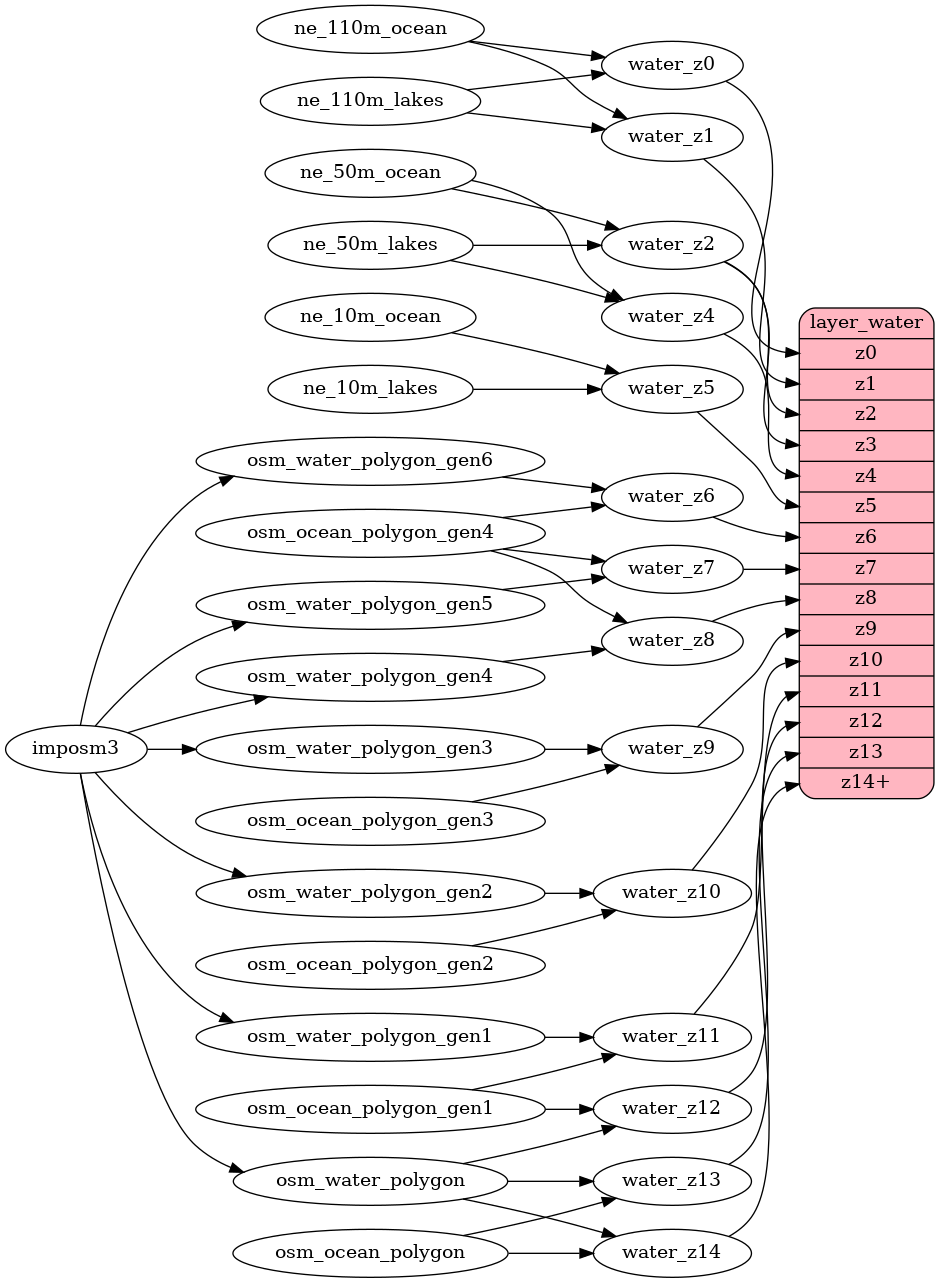 ne_110m_ocean
water_z0
ne_110m_lakes
water_z1
ne_50m_ocean
ne_50m_lakes
water_z2
ne_10m_ocean
water_z4
ne_10m_lakes
water_z5
osm_water_polygon_gen6
water_z6
osm_ocean_polygon_gen4
water_z7
osm_water_polygon_gen5
water_z8
osm_water_polygon_gen4
imposm3
osm_water_polygon_gen3
water_z9
osm_ocean_polygon_gen3
osm_water_polygon_gen2
water_z10
osm_ocean_polygon_gen2
osm_water_polygon_gen1
water_z11
osm_ocean_polygon_gen1
water_z12
osm_water_polygon
water_z13
osm_ocean_polygon
water_z14
layer_water
z0
z1
z2
z3
z4
z5
z6
z7
z8
z9
z10
z11
z12
z13
z14+